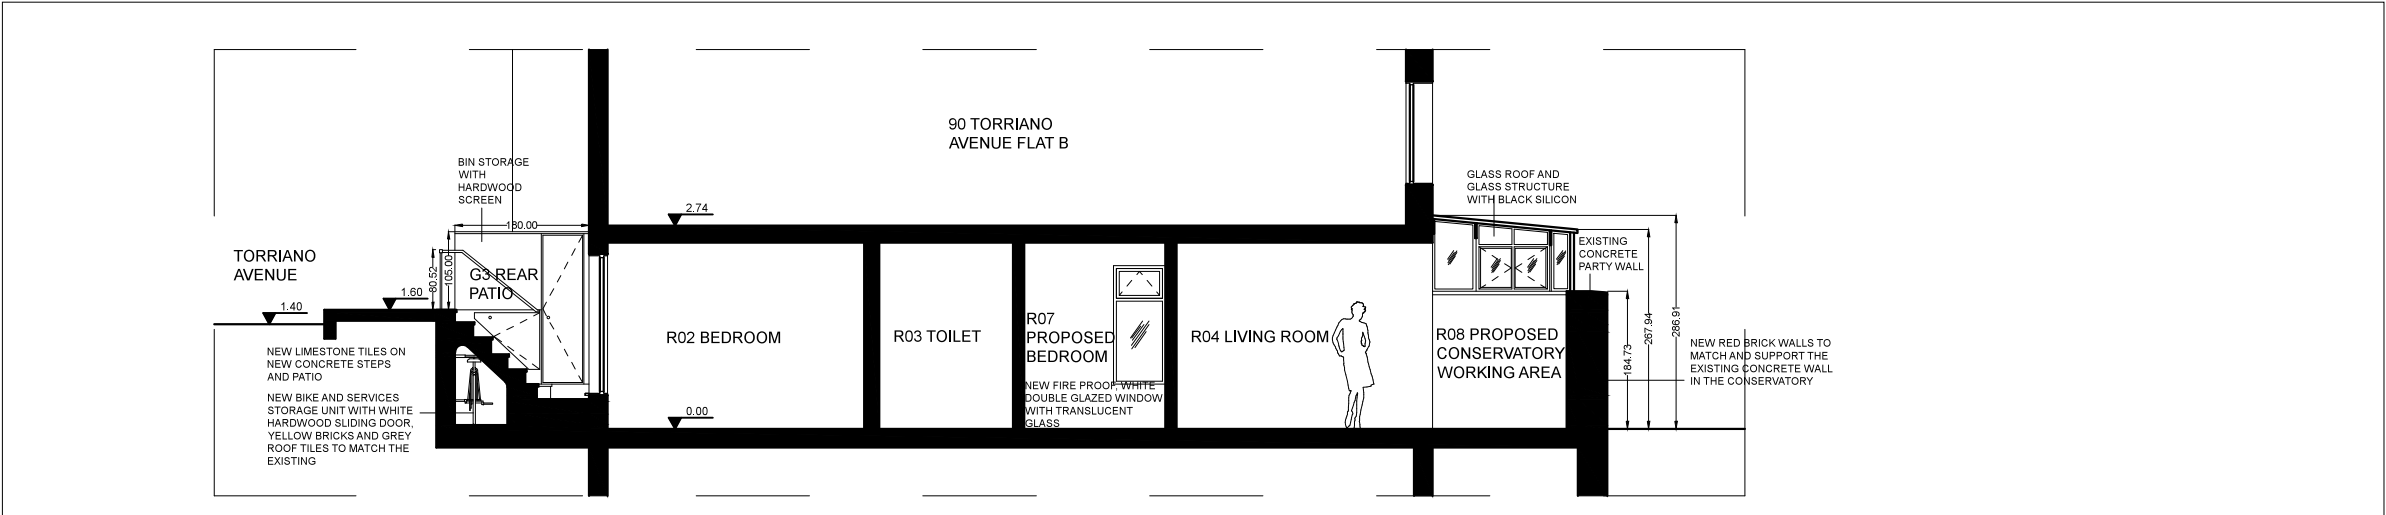 90 TORRIANO
AVENUE FLAT B
BIN STORAGE
WITH
HARDWOOD
SCREEN
GLASS ROOF AND
GLASS STRUCTURE
WITH BLACK SILICON
2.74
180.00
TORRIANO
AVENUE
80.52
105.00
G3 REAR
PATIO
EXISTING
CONCRETE
PARTY WALL
1.60
1.40
R02 BEDROOM
R03 TOILET
R07
PROPOSED
BEDROOM
R04 LIVING ROOM
R08 PROPOSED
CONSERVATORY
WORKING AREA
184.73
267.94
286.91
NEW LIMESTONE TILES ON
NEW CONCRETE STEPS
AND PATIO
NEW RED BRICK WALLS TO
MATCH AND SUPPORT THE
EXISTING CONCRETE WALL
IN THE CONSERVATORY
NEW BIKE AND SERVICES
STORAGE UNIT WITH WHITE
HARDWOOD SLIDING DOOR,
YELLOW BRICKS AND GREY
ROOF TILES TO MATCH THE
EXISTING
0.00
NEW FIRE PROOF, WHITE
DOUBLE GLAZED WINDOW
WITH TRANSLUCENT
GLASS